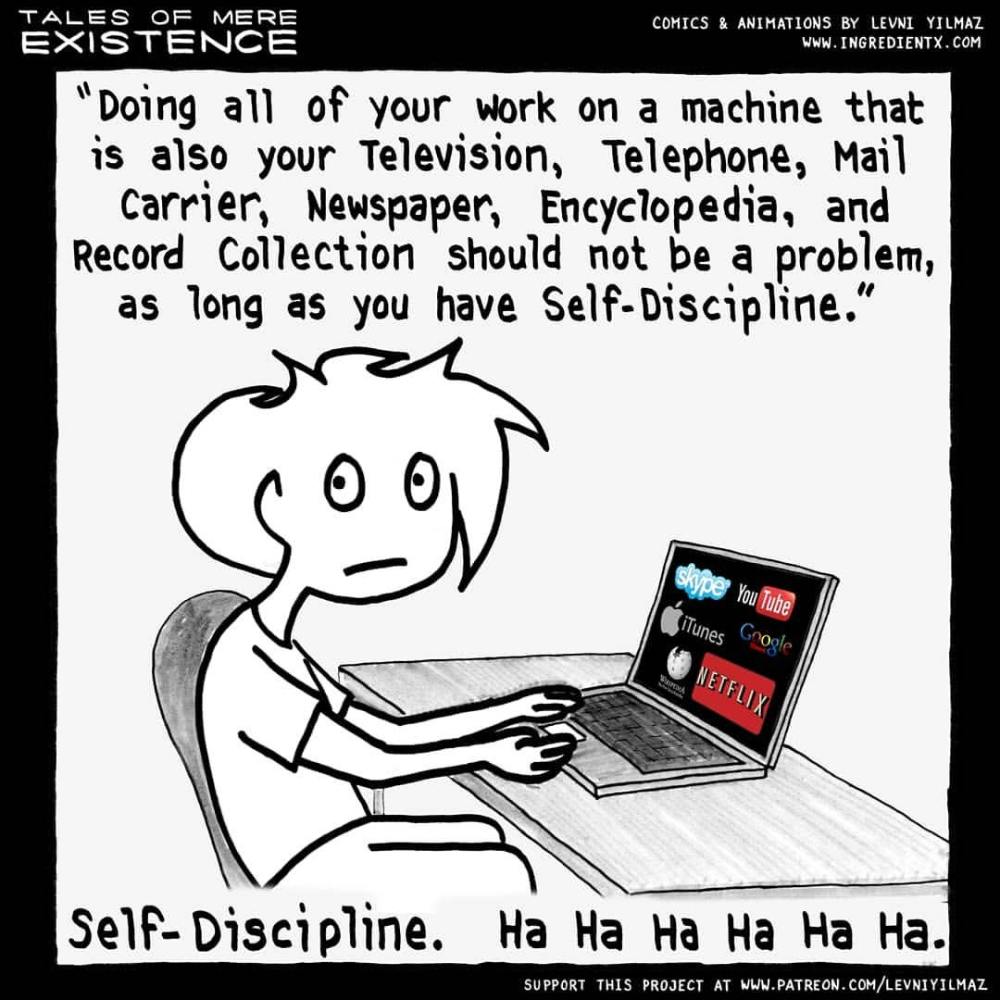 TALES OF MERE
EXISTENCE
COMICS & ANIMATIONS BY LEVNI YILMAZ
WWW.INGREDIENTX.COM
"Doing all of your work on a machine that
is also your Television, Telephone, Mail
Carrier, Newspaper, Encyclopedia, and
Record Collection should not be a problem,
as long as you have Self-Discipline."
skype YouTube
iTunes Google
WIKIPEDIA NETFLIX
Self-Discipline. Ha Ha Ha Ha Ha Ha.
SUPPORT THIS PROJECT AT WWW.PATREON.COM/LEVNIYILMAZ